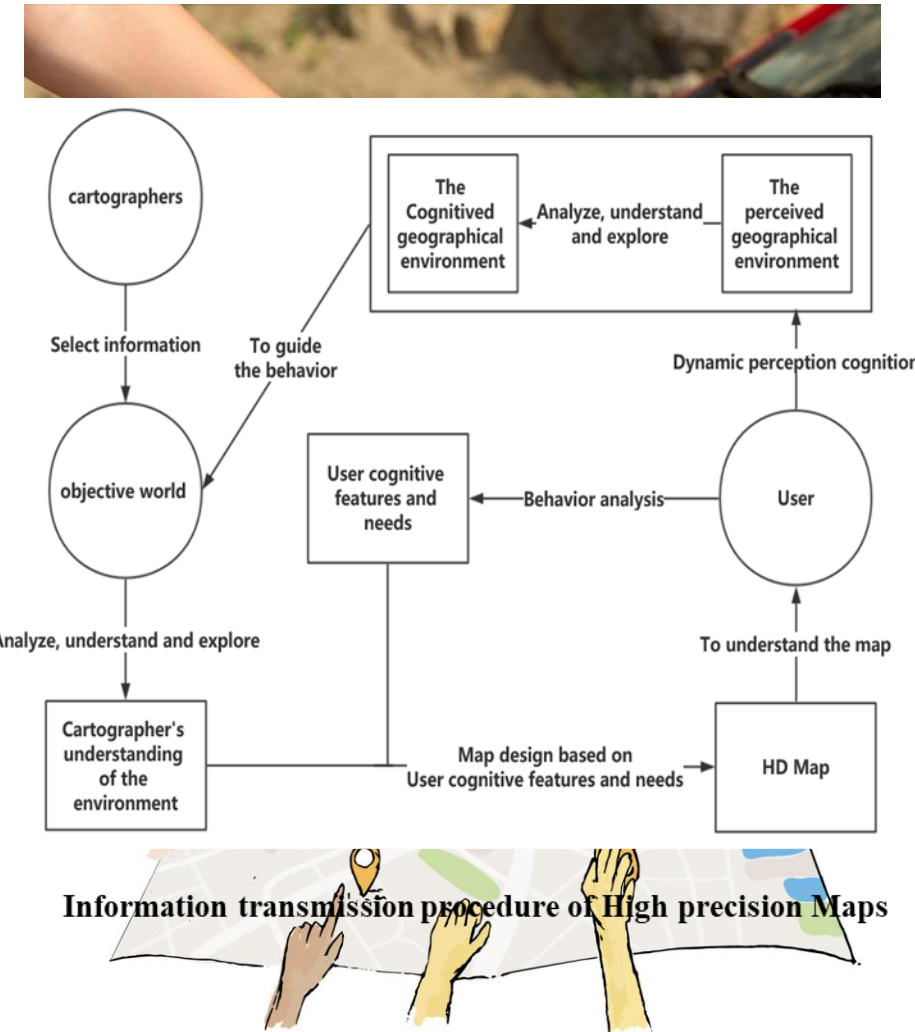 cartographers
The
Cognitived
geographical
environment
Analyze, understand
and explore
The
perceived
geographical
environment
Select information
To guide
the behavior
Dynamic perception cognition
objective world
User cognitive
features and
needs
Behavior analysis
User
Analyze, understand and explore
To understand the map
Cartographer's
understanding
of the
environment
Map design based on
User cognitive features and needs
HD Map
Information transmission procedure of High precision Maps